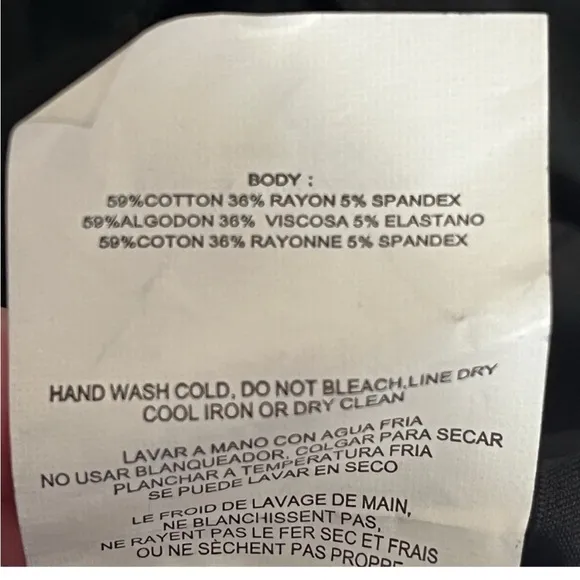 BODY :
59%COTTON 36% RAYON 5% SPANDEX
59%ALGODON 36% VISCOSA 5% ELASTANO
59%COTON 36% RAYONNE 5% SPANDEX
HAND WASH COLD, DO NOT BLEACH,LINE DRY
COOL IRON OR DRY CLEAN
LAVAR A MANO CON AGUA FRIA
NO USAR BLANQUEADOR, COLGAR PARA SECAR
PLANCHAR A TEMPERATURA FRIA
SE PUEDE LAVAR EN SECO
LE FROID DE LAVAGE DE MAIN,
NE BLANCHISSENT PAS,
NE RAYENT PAS LE FER SEC ET FRAIS
OU NE SÈCHENT PAS PROPRE